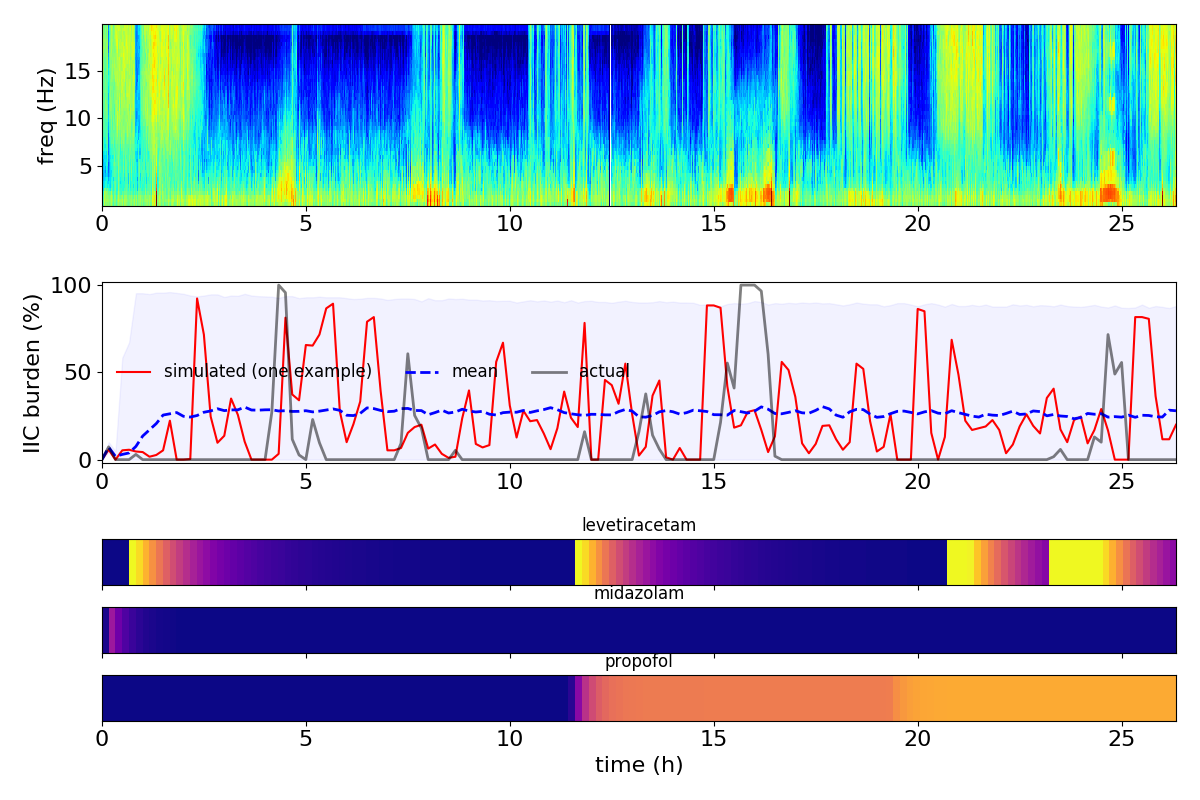 freq (Hz)
15
10
5
0 5 10 15 20 25
IIC burden (%)
100
50
0
simulated (one example) mean actual
0 5 10 15 20 25
levetiracetam
midazolam
propofol
0 5 10 15 20 25
time (h)